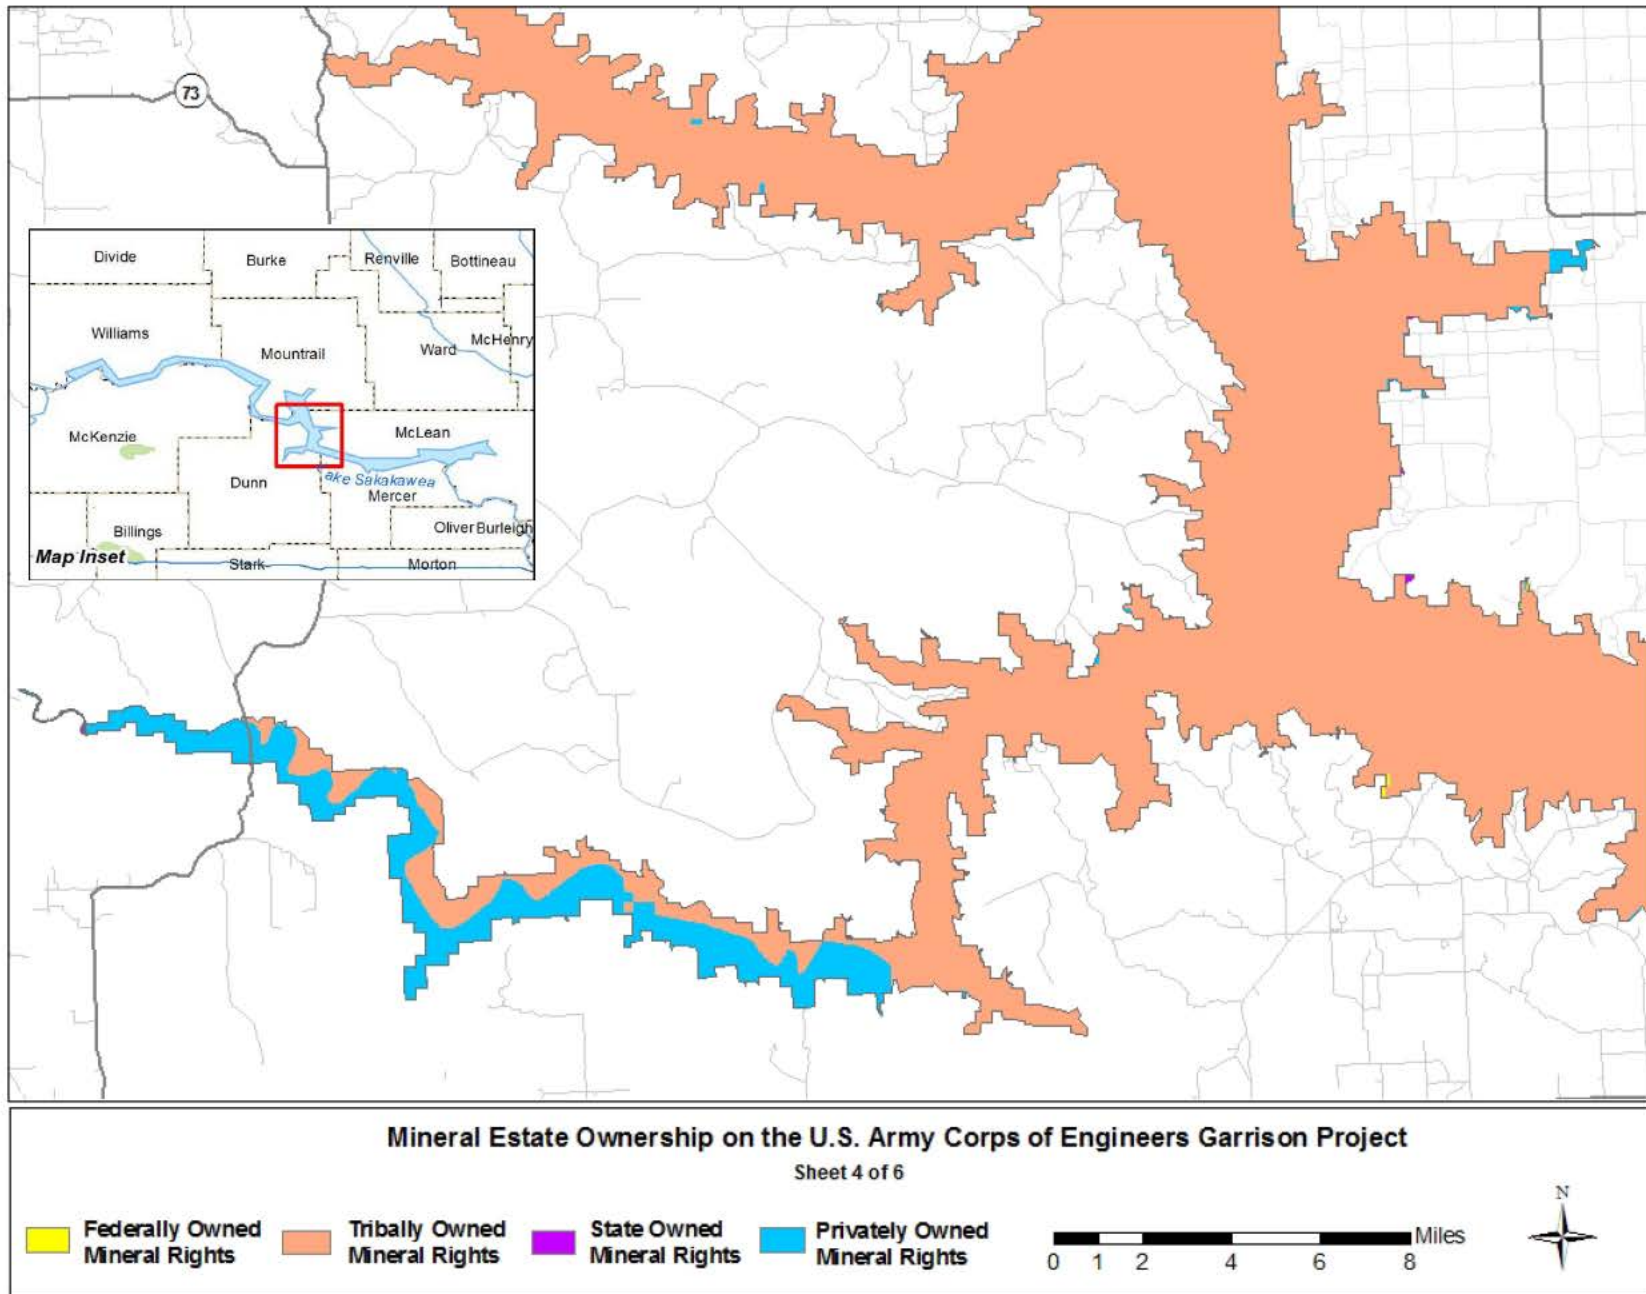 73
Divide
Burke
Renville
Bottineau
Williams
Mountrail
Ward
McHenry
McKenzie
McLean
Dunn
Lake Sakakawea
Mercer
Billings
Oliver
Burleigh
Map Inset
Stark
Morton
Mineral Estate Ownership on the U.S. Army Corps of Engineers Garrison Project
Sheet 4 of 6
Federally Owned
Mineral Rights
Tribally Owned
Mineral Rights
State Owned
Mineral Rights
Privately Owned
Mineral Rights
Miles
0 1 2 4 6 8
N